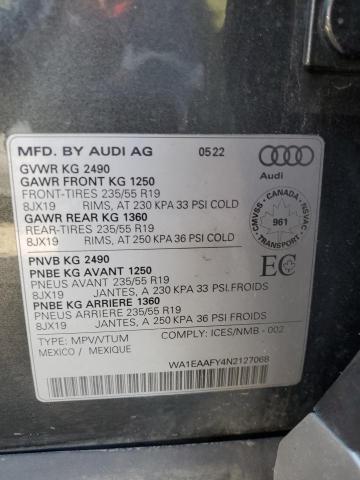 MFD. BY AUDI AG 05.22
GVWR KG 2490
GAWR FRONT KG 1250
FRONT-TIRES 235/55 R19
8JX19 RIMS, AT 230 KPA 33 PSI COLD
GAWR REAR KG 1360
REAR-TIRES 235/55 R19
8JX19 RIMS, AT 250 KPA 36 PSI COLD
Audi
CMVSS - CANADA - NSVAC
961
TRANSPORT
PNVB KG 2490
PNBE KG AVANT 1250
PNEUS AVANT 235/55 R19
8JX19 JANTES, A 230 KPA 33 PSI.FROIDS
PNBE KG ARRIERE 1360
PNEUS ARRIERE 235/55 R19
8JX19 JANTES, A 250 KPA 36 PSI.FROIDS
EC
TYPE: MPV/VTUM COMPLY: ICES/NMB - 002
MEXICO / MEXIQUE
WA1EAAFY4N2127068